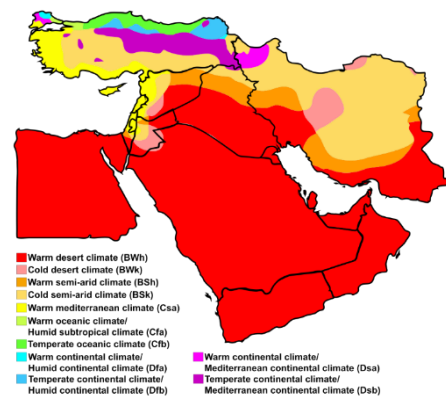 Warm desert climate (BWh)
Cold desert climate (BWk)
Warm semi-arid climate (BSh)
Cold semi-arid climate (BSk)
Warm mediterranean climate (Csa)
Warm oceanic climate/
Humid subtropical climate (Cfa)
Temperate oceanic climate (Cfb)
Warm continental climate/
Humid continental climate (Dfa)
Temperate continental climate/
Humid continental climate (Dfb)
Warm continental climate/
Mediterranean continental climate (Dsa)
Temperate continental climate/
Mediterranean continental climate (Dsb)